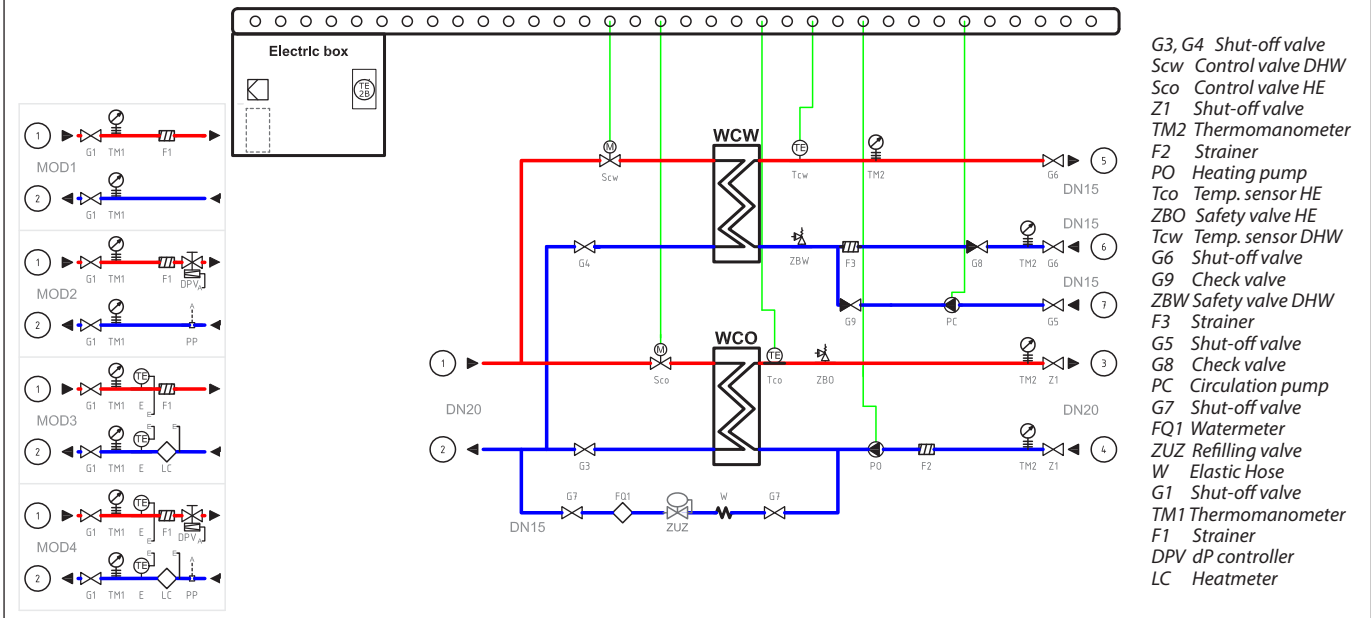 Electric box
TE
2B
1
G1 TM1 F1
MOD1
2
G1 TM1
1
G1 TM1 F1 DPV A
MOD2
A
2
G1 TM1 PP
1
TE
G1 TM1 E F1
E
MOD3
E E
TE
2
G1 TM1 E LC
1
TE
G1 TM1 E F1 DPV A
E
MOD4
E E A
TE
2
G1 TM1 E LC PP
WCW
M TE
Scw Tcw TM2 G6
5
DN15
DN15
G4 ZBW F3 G8 TM2 G6
6
DN15
G9 PC G5
7
WCO
M TE
1
Sco Tco ZBO TM2 Z1
3
DN20
DN20
2
G3 PO F2 TM2 Z1
4
G7 FQ1 W G7
DN15
ZUZ
G3, G4 Shut-off valve
Scw Control valve DHW
Sco Control valve HE
Z1 Shut-off valve
TM2 Thermomanometer
F2 Strainer
PO Heating pump
Tco Temp. sensor HE
ZBO Safety valve HE
Tcw Temp. sensor DHW
G6 Shut-off valve
G9 Check valve
ZBW Safety valve DHW
F3 Strainer
G5 Shut-off valve
G8 Check valve
PC Circulation pump
G7 Shut-off valve
FQ1 Watermeter
ZUZ Refilling valve
W Elastic Hose
G1 Shut-off valve
TM1 Thermomanometer
F1 Strainer
DPV dP controller
LC Heatmeter